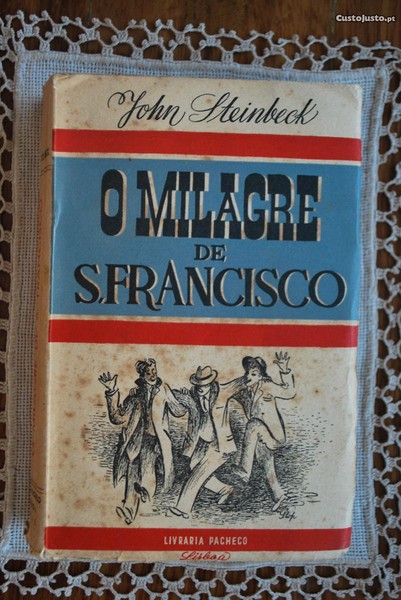 CustoJusto.pt
John Steinbeck
O MILAGRE
DE
S. FRANCISCO
LIVRARIA PACHECO
Lisboa